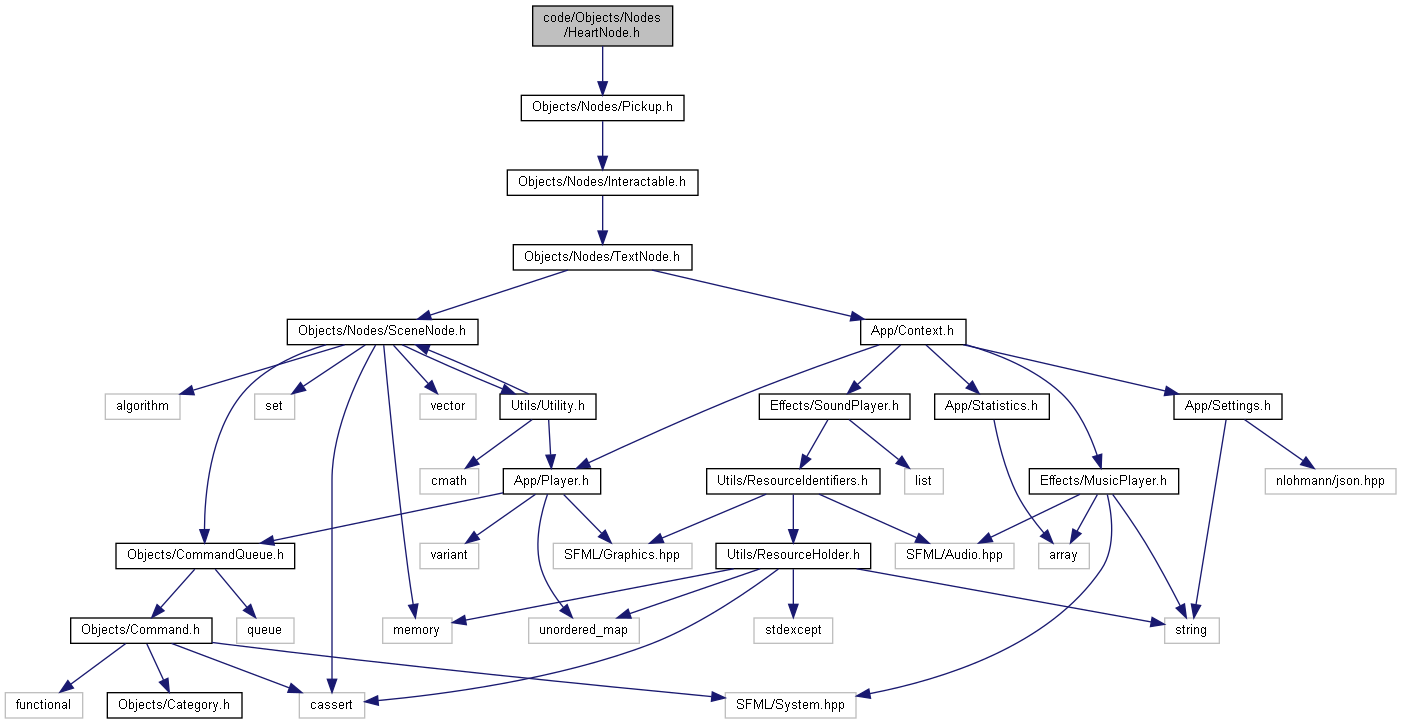 code/Objects/Nodes
/HeartNode.h
Objects/Nodes/Pickup.h
Objects/Nodes/Interactable.h
Objects/Nodes/TextNode.h
Objects/Nodes/SceneNode.h
App/Context.h
algorithm
set
vector
Utils/Utility.h
Effects/SoundPlayer.h
App/Statistics.h
App/Settings.h
cmath
App/Player.h
Utils/ResourceIdentifiers.h
list
Effects/MusicPlayer.h
nlohmann/json.hpp
Objects/CommandQueue.h
variant
SFML/Graphics.hpp
Utils/ResourceHolder.h
SFML/Audio.hpp
array
Objects/Command.h
queue
memory
unordered_map
stdexcept
string
functional
Objects/Category.h
cassert
SFML/System.hpp